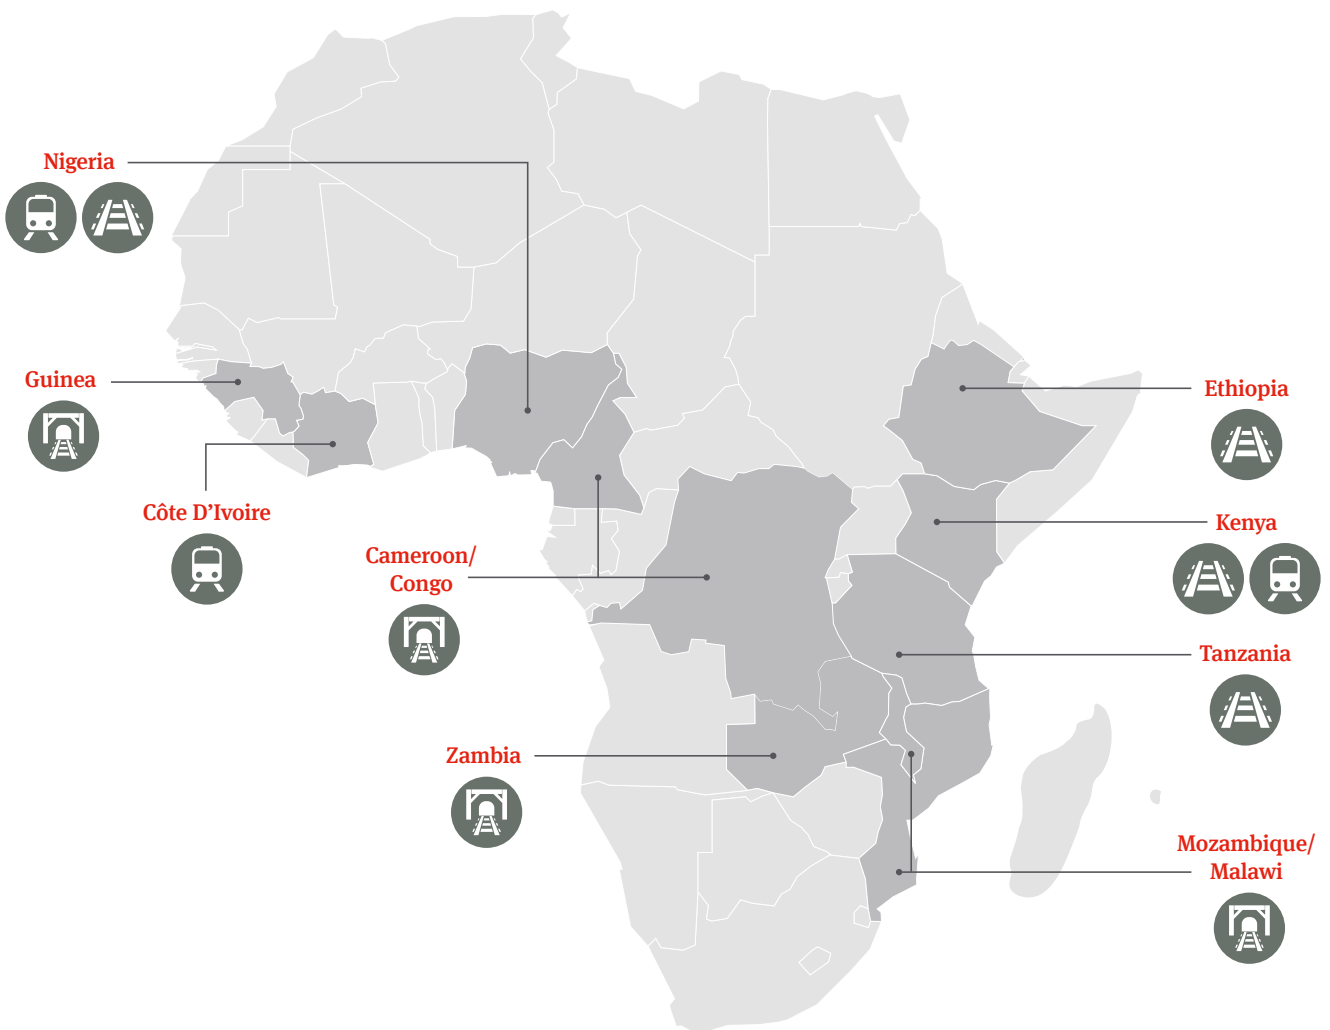 Nigeria
Guinea
Côte D’Ivoire
Cameroon/
Congo
Zambia
Ethiopia
Kenya
Tanzania
Mozambique/
Malawi